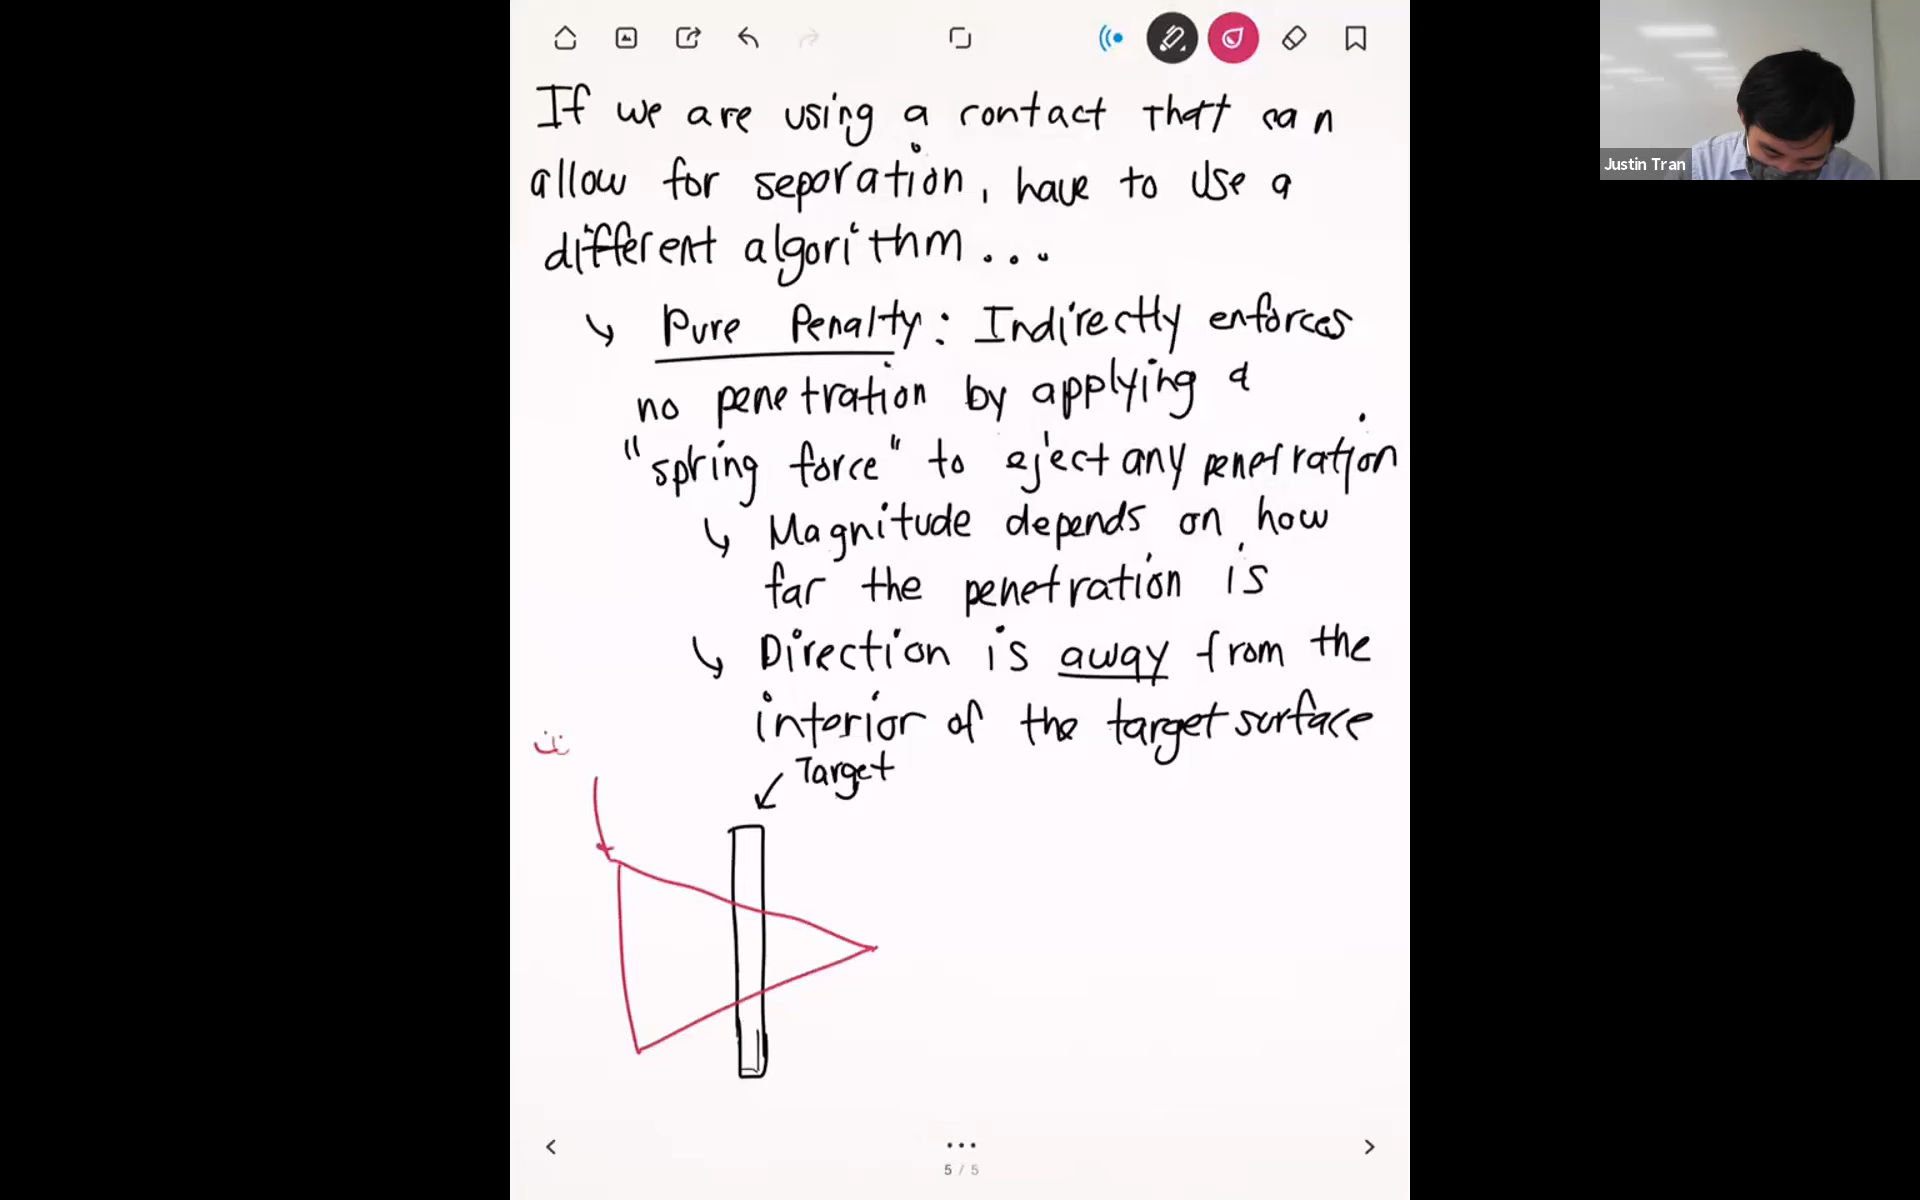 If we are using a contact that can
allow for separation, have to use a
different algorithm...
Pure Penalty: Indirectly enforces
no penetration by applying a
"spring force" to eject any penetration
Magnitude depends on how
far the penetration is
Direction is away from the
interior of the target surface
Target
5 / 5
Justin Tran